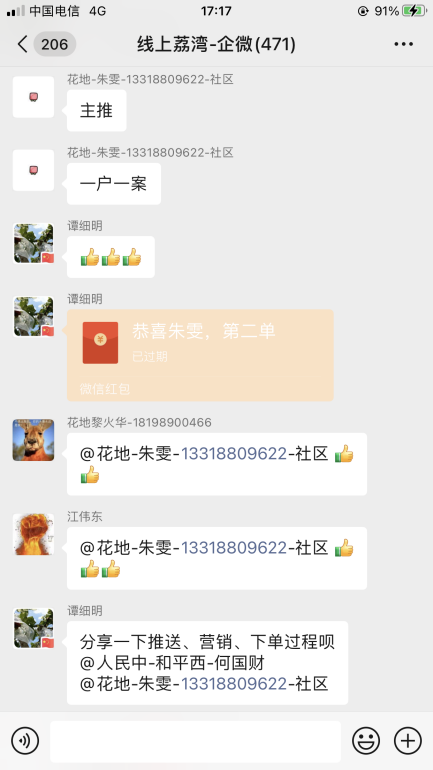 中国电信 4G 17:17 91%
206 线上荔湾-企微(471)
花地-朱雯-13318809622-社区
主推
花地-朱雯-13318809622-社区
一户一案
谭细明
👍👍👍
谭细明
恭喜朱雯，第二单
已过期
微信红包
花地黎火华-18198900466
@花地-朱雯-13318809622-社区 👍
👍
江伟东
@花地-朱雯-13318809622-社区 👍
👍👍
谭细明
分享一下推送、营销、下单过程呗
@人民中-和平西-何国财
@花地-朱雯-13318809622-社区